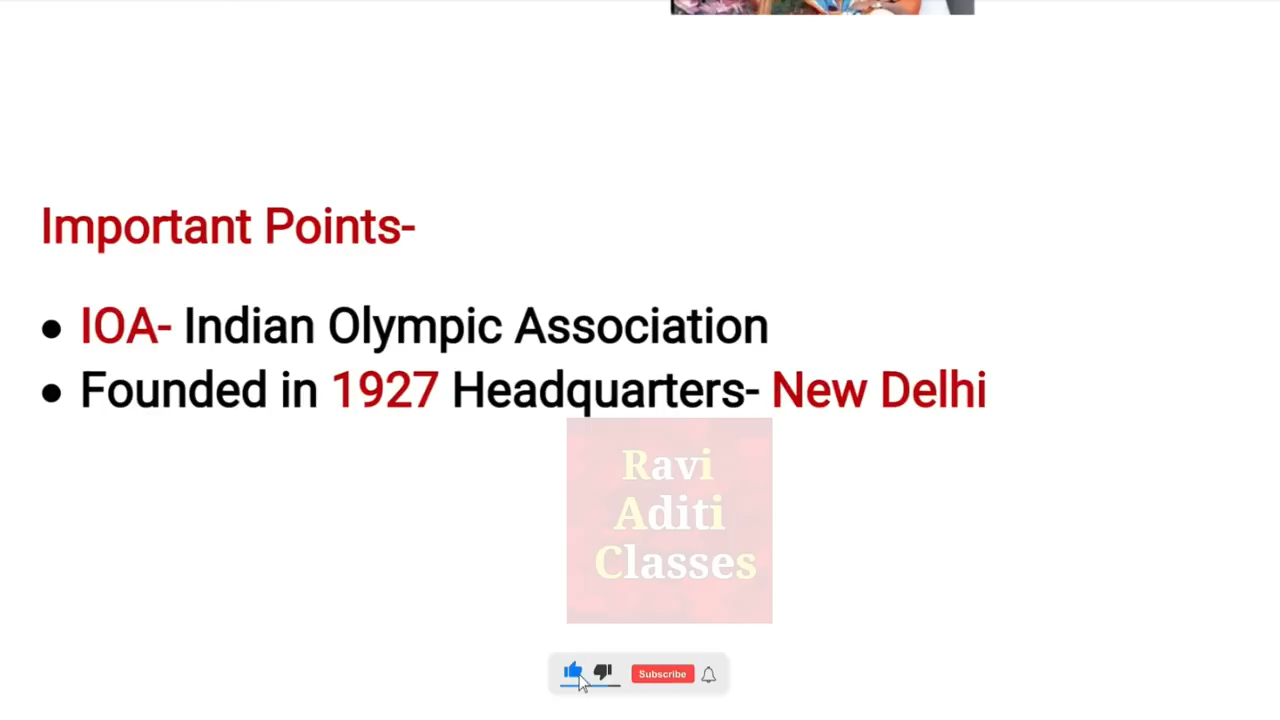 Important Points-
● IOA- Indian Olympic Association
● Founded in 1927 Headquarters- New Delhi
Ravi
Aditi
Classes
Subscribe